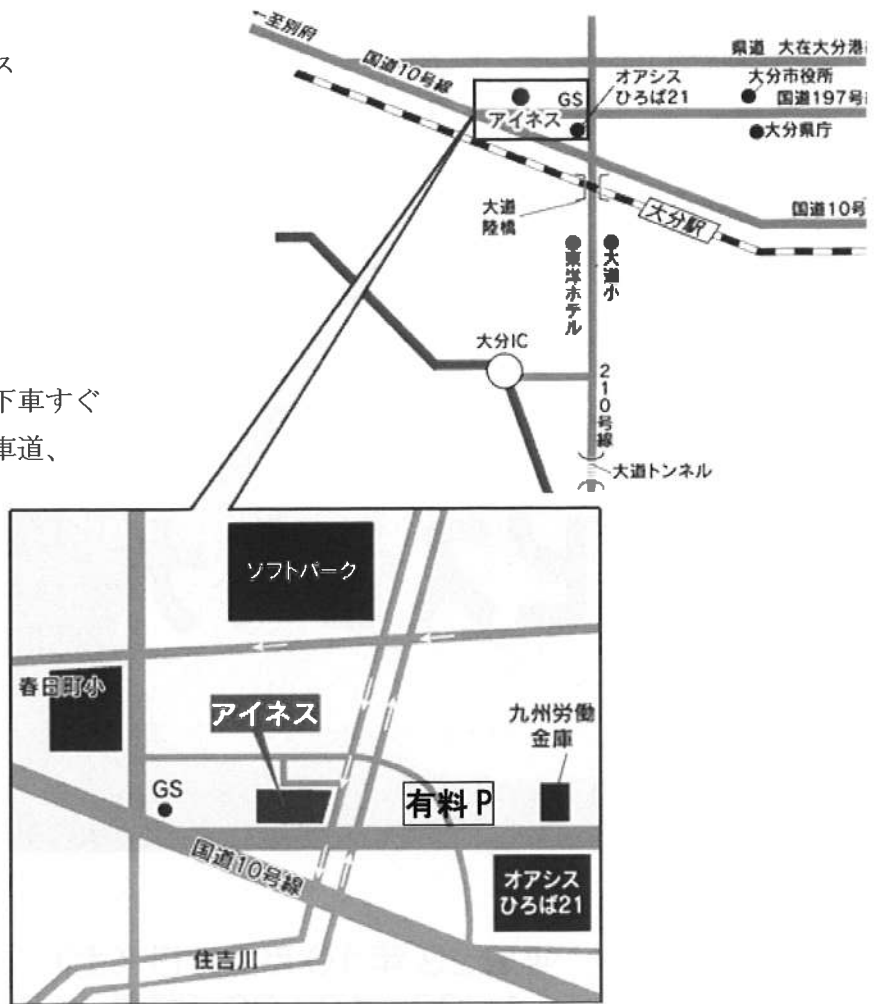 ←至別府
ス
国道10号線
県道 大在大分港
オアシス
ひろば21
大分市役所
GS
国道197号
アイネス
大分県庁
大道
陸橋
大分駅
国道10号
東洋ホテル
大道小
大分IC
210号線
下車すぐ
車道、
大道トンネル
ソフトパーク
春日町小
アイネス
九州労働
金庫
GS
有料 P
国道10号線
オアシス
ひろば21
住吉川